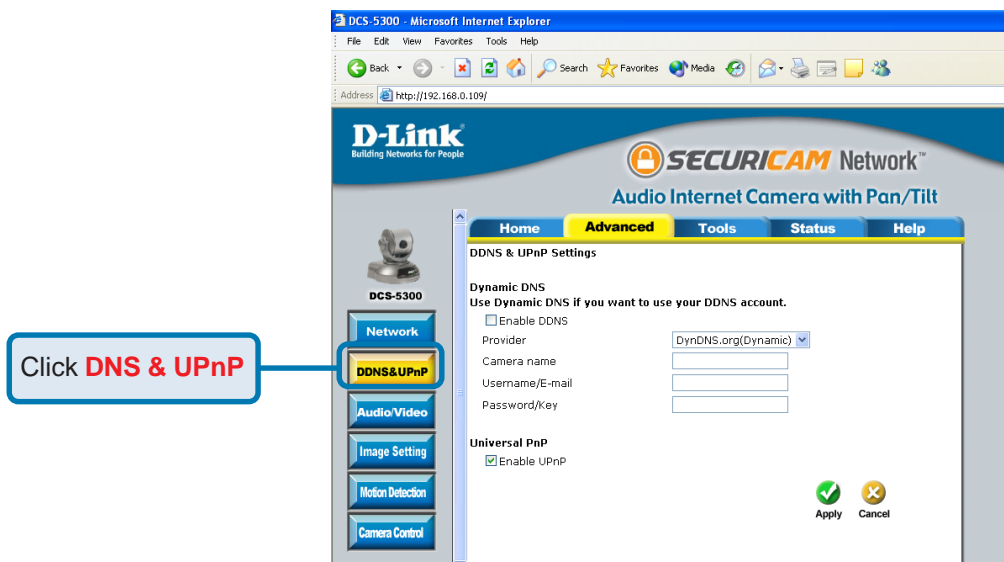 DCS-5300 - Microsoft Internet Explorer
File Edit View Favorites Tools Help
Back Search Favorites Media
Address http://192.168.0.109/
D-Link®
Building Networks for People
SECURICAM Network™
Audio Internet Camera with Pan/Tilt
Home Advanced Tools Status Help
DCS-5300
Network
DDNS&UPnP
Audio/Video
Image Setting
Motion Detection
Camera Control
Click DNS & UPnP
DDNS & UPnP Settings
Dynamic DNS
Use Dynamic DNS if you want to use your DDNS account.
Enable DDNS
Provider DynDNS.org(Dynamic)
Camera name
Username/E-mail
Password/Key
Universal PnP
Enable UPnP
Apply Cancel